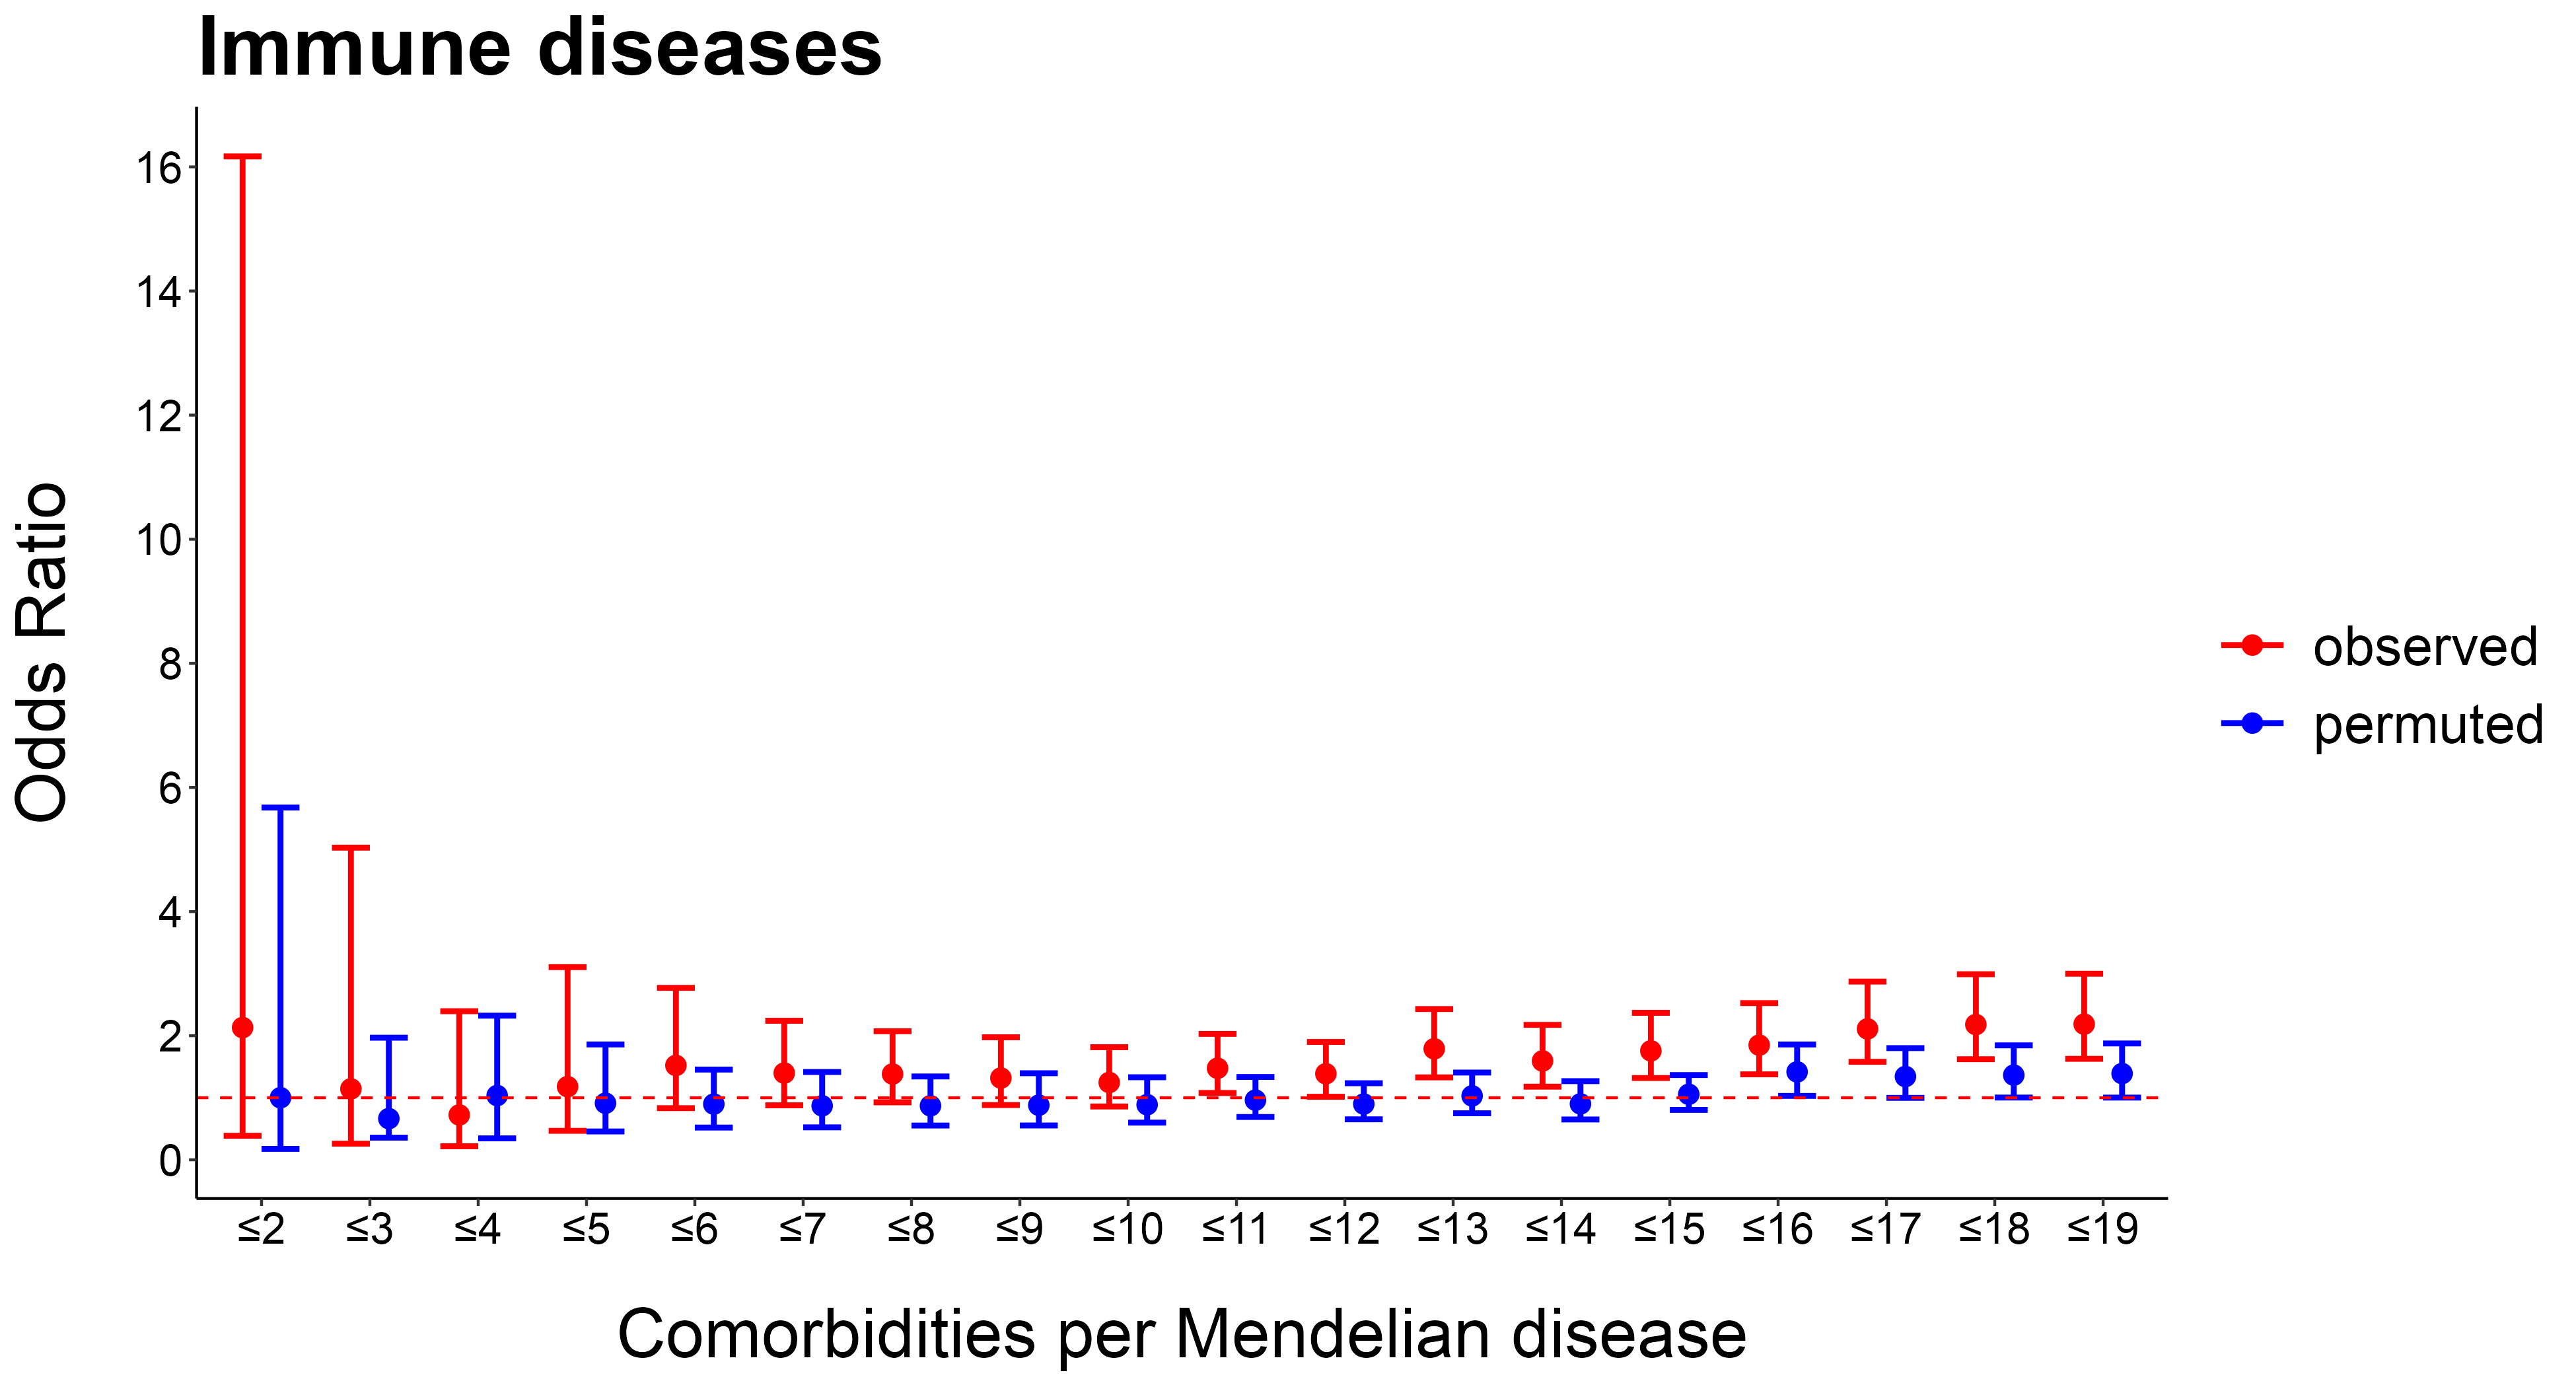 Immune diseases
Odds Ratio
16
14
12
10
8
6
4
2
0
≤2 ≤3 ≤4 ≤5 ≤6 ≤7 ≤8 ≤9 ≤10 ≤11 ≤12 ≤13 ≤14 ≤15 ≤16 ≤17 ≤18 ≤19
Comorbidities per Mendelian disease
observed
permuted